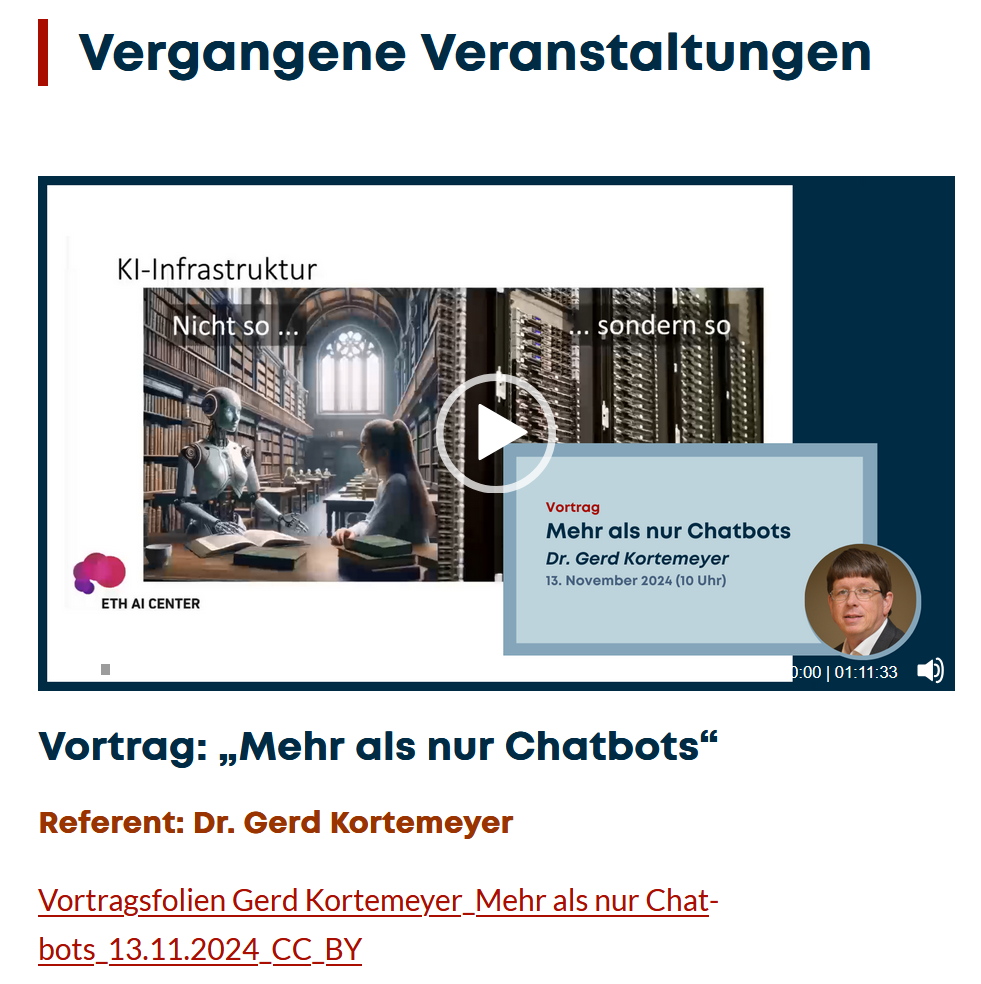 Vergangene Veranstaltungen
KI-Infrastruktur
Nicht so ...
... sondern so
Vortrag
Mehr als nur Chatbots
Dr. Gerd Kortemeyer
13. November 2024 (10 Uhr)
ETH AI CENTER
0:00 | 01:11:33
Vortrag: „Mehr als nur Chatbots“
Referent: Dr. Gerd Kortemeyer
Vortragsfolien Gerd Kortemeyer_Mehr als nur Chat-
bots_13.11.2024_CC_BY